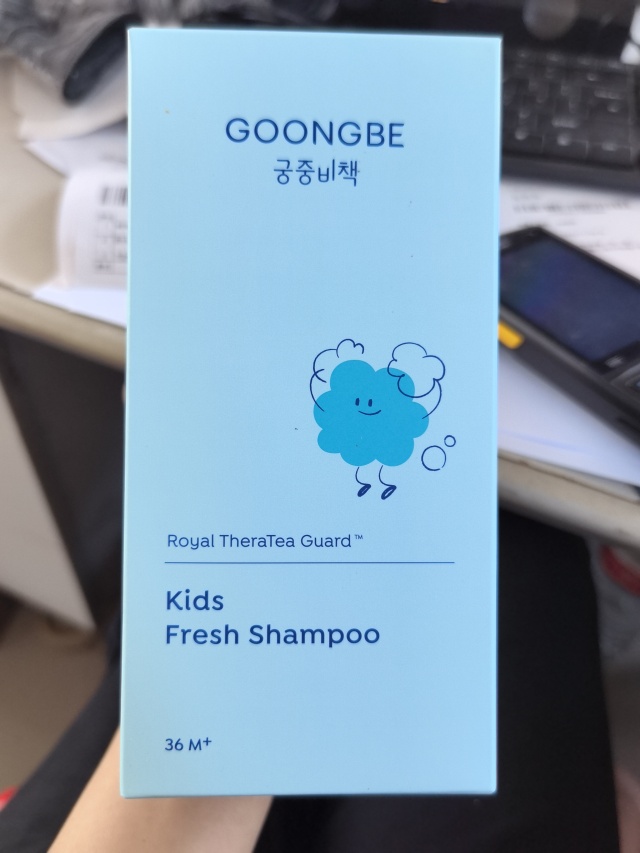 GOONGBE
궁중비책
Royal TheraTea Guard™
Kids
Fresh Shampoo
36 M+